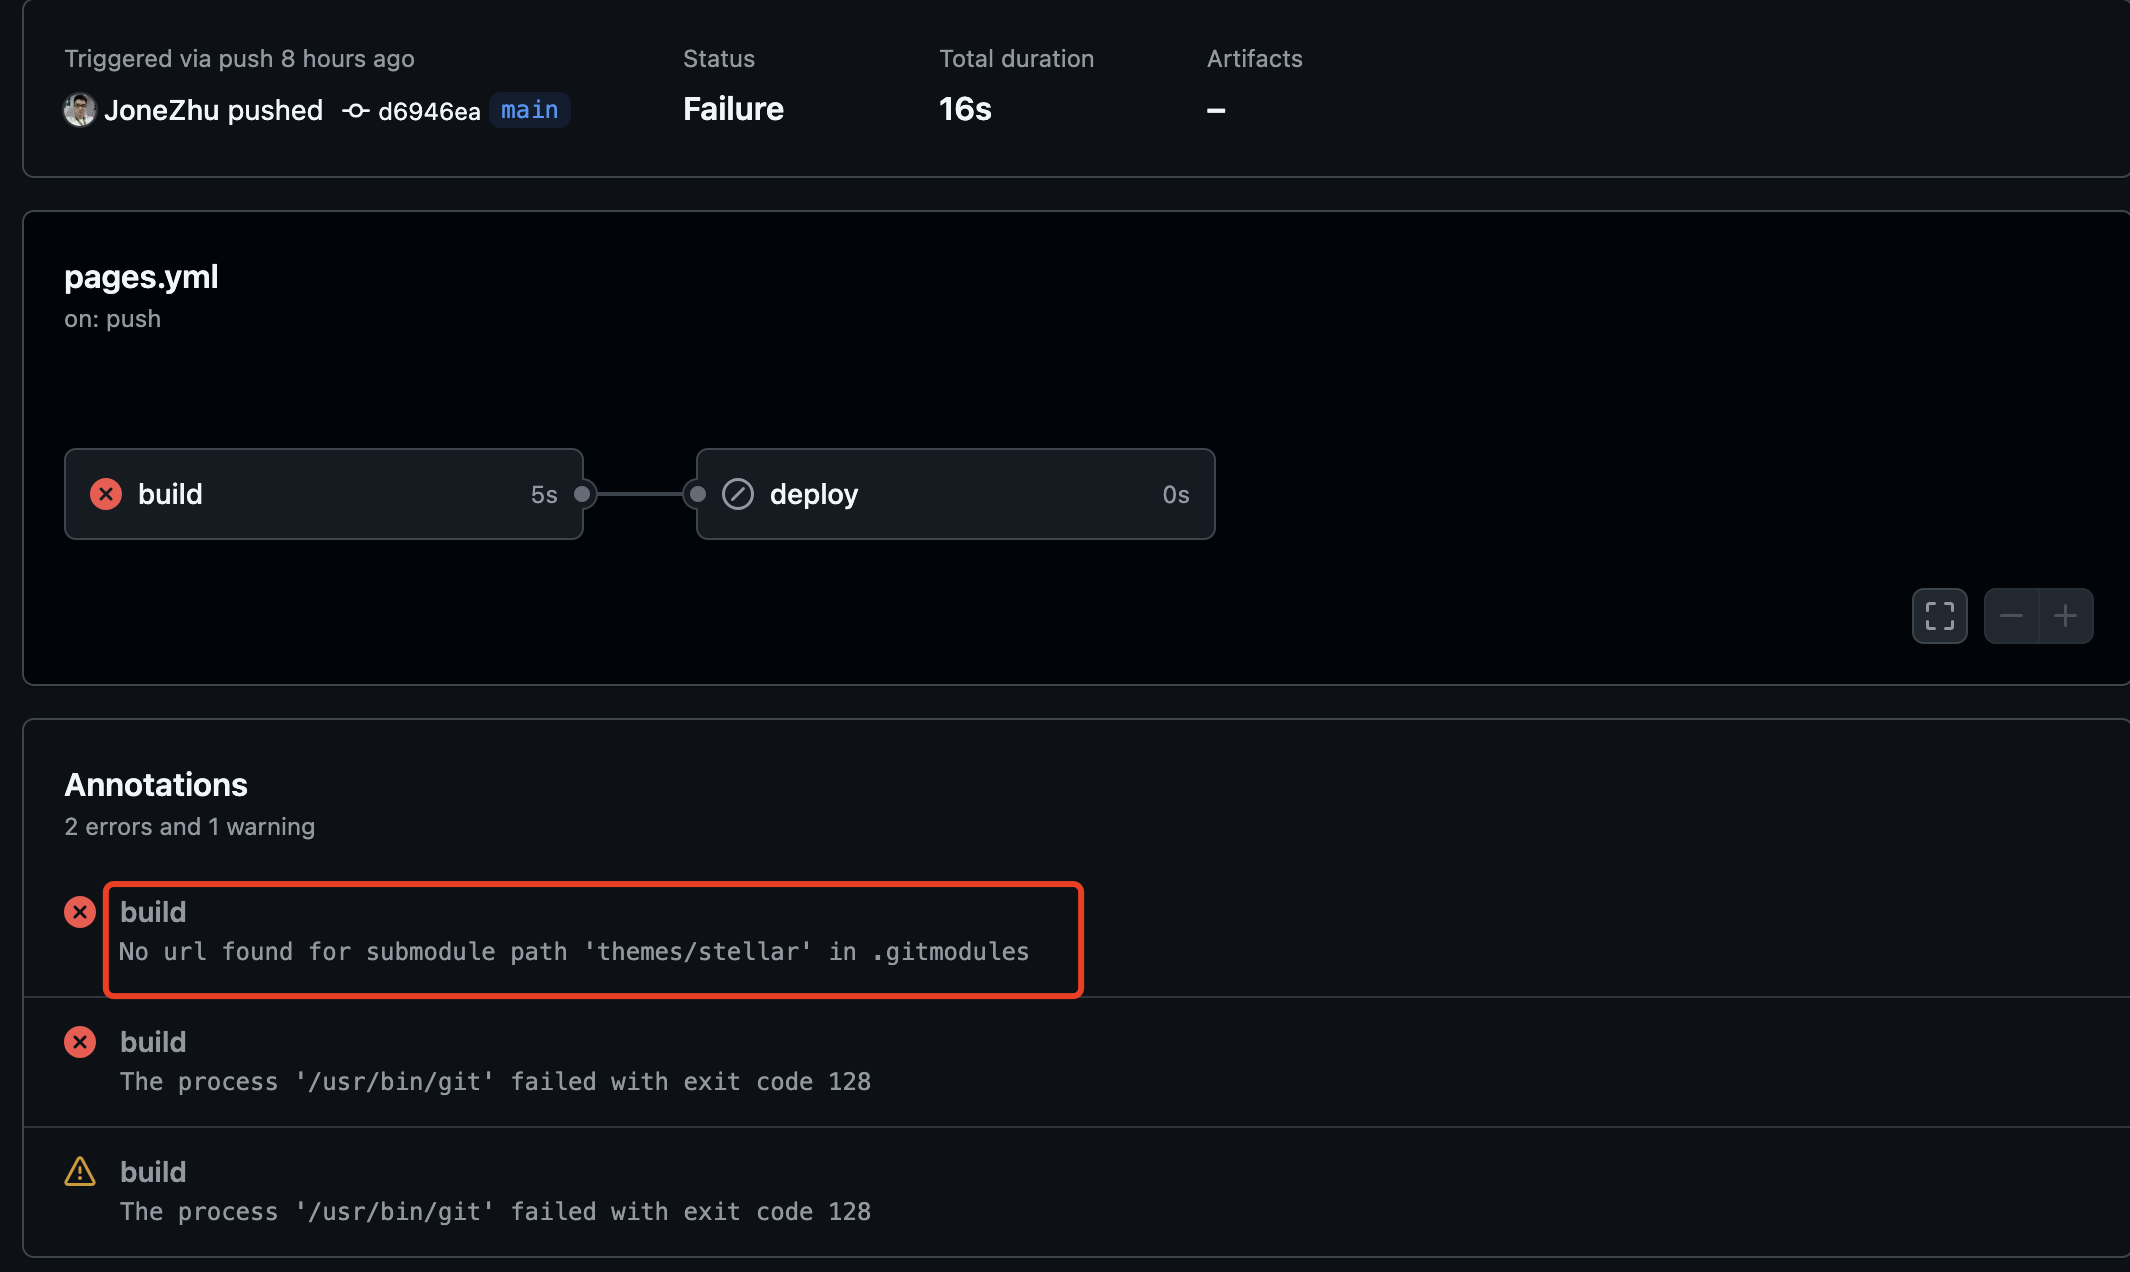 Triggered via push 8 hours ago
Status
Total duration
Artifacts
JoneZhu pushed d6946ea main
Failure
16s
–
pages.yml
on: push
build 5s
deploy 0s
Annotations
2 errors and 1 warning
build
No url found for submodule path 'themes/stellar' in .gitmodules
build
The process '/usr/bin/git' failed with exit code 128
build
The process '/usr/bin/git' failed with exit code 128